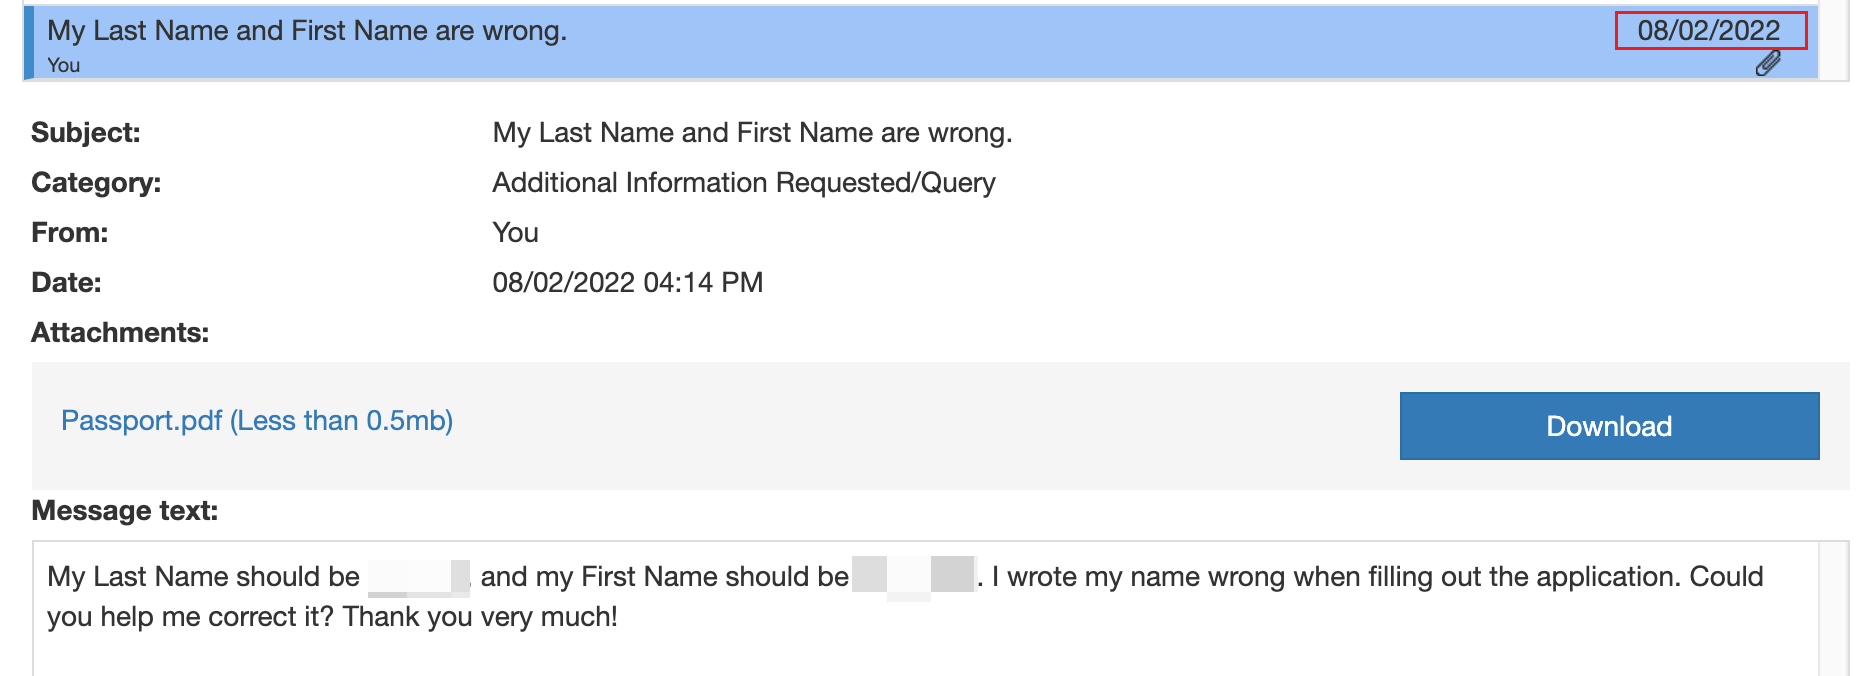 My Last Name and First Name are wrong.
08/02/2022
You
Subject: My Last Name and First Name are wrong.
Category: Additional Information Requested/Query
From: You
Date: 08/02/2022 04:14 PM
Attachments:
Passport.pdf (Less than 0.5mb)
Download
Message text:
My Last Name should be , and my First Name should be . I wrote my name wrong when filling out the application. Could
you help me correct it? Thank you very much!